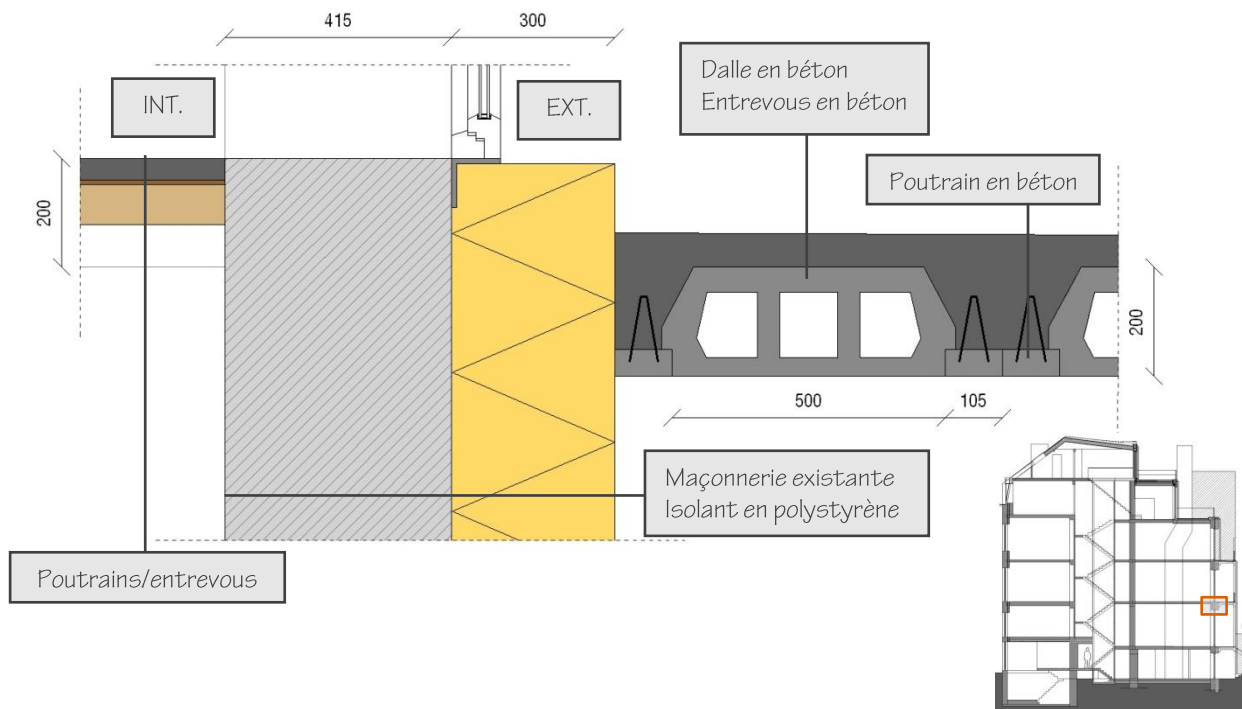 415
300
INT.
EXT.
Dalle en béton
Entrevous en béton
Poutrain en béton
200
200
500
105
Maçonnerie existante
Isolant en polystyrène
Poutrains/entrevous